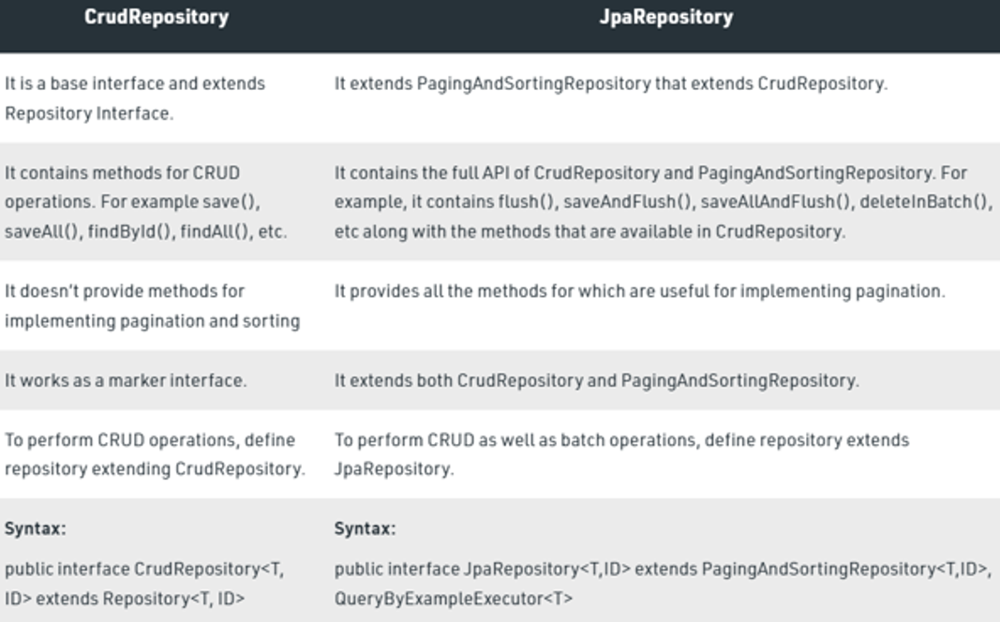 CrudRepository
JpaRepository
It is a base interface and extends
Repository Interface.
It extends PagingAndSortingRepository that extends CrudRepository.
It contains methods for CRUD
operations. For example save(),
saveAll(), findById(), findAll(), etc.
It contains the full API of CrudRepository and PagingAndSortingRepository. For
example, it contains flush(), saveAndFlush(), saveAllAndFlush(), deleteInBatch(),
etc along with the methods that are available in CrudRepository.
It doesn't provide methods for
implementing pagination and sorting
It provides all the methods for which are useful for implementing pagination.
It works as a marker interface.
It extends both CrudRepository and PagingAndSortingRepository.
To perform CRUD operations, define
repository extending CrudRepository.
To perform CRUD as well as batch operations, define repository extends
JpaRepository.
Syntax:
public interface CrudRepository<T,
ID> extends Repository<T, ID>
Syntax:
public interface JpaRepository<T,ID> extends PagingAndSortingRepository<T,ID>,
QueryByExampleExecutor<T>